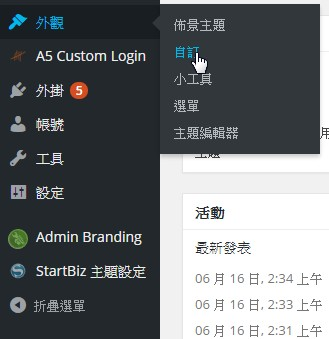 外觀
佈景主題
自訂
小工具
選單
主題編輯器
A5 Custom Login
外掛 5
帳號
工具
設定
Admin Branding
StartBiz 主題設定
折疊選單
用
主題
活動
最新發表
06 月 16 日, 2:34 上午
06 月 16 日, 2:33 上午
06 月 16 日, 2:31 上午